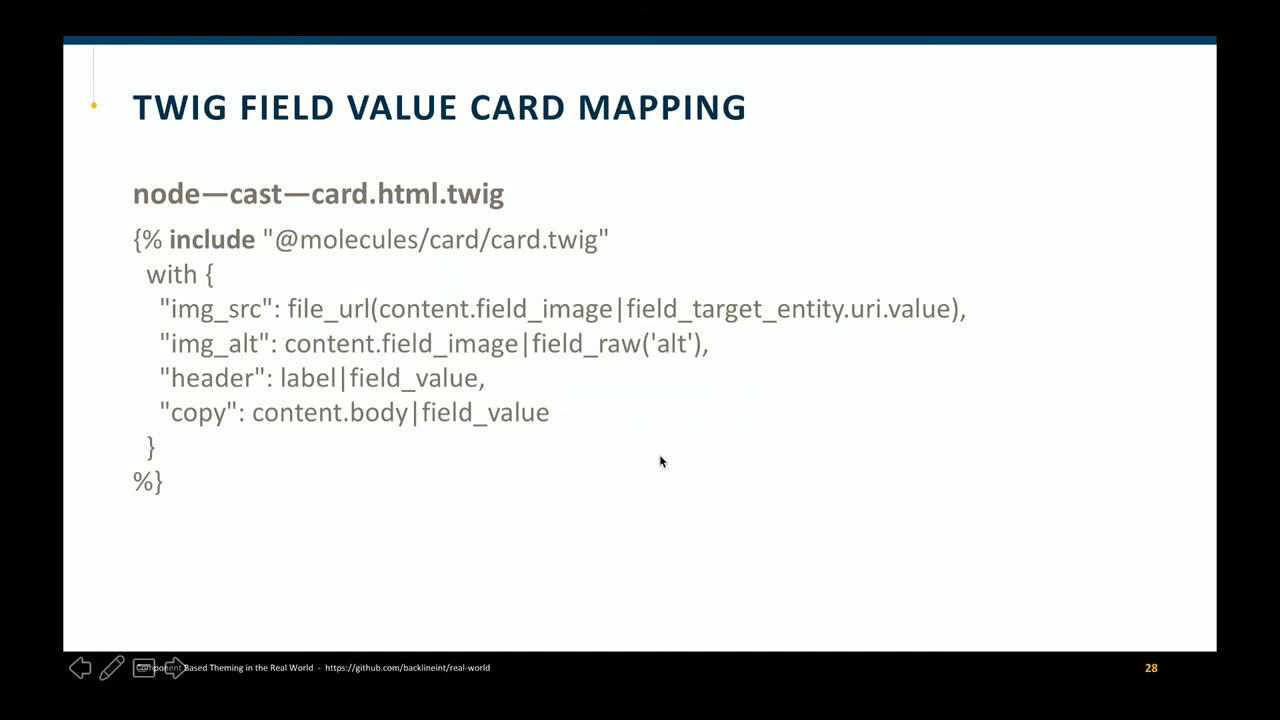 TWIG FIELD VALUE CARD MAPPING
node—cast—card.html.twig
{% include "@molecules/card/card.twig"
with {
"img_src": file_url(content.field_image|field_target_entity.uri.value),
"img_alt": content.field_image|field_raw('alt'),
"header": label|field_value,
"copy": content.body|field_value
}
%}
Component Based Theming in the Real World - https://github.com/backlineint/real-world
28